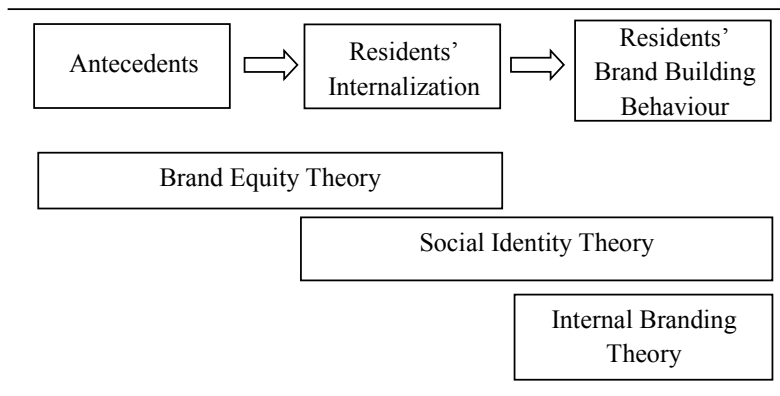 Antecedents
Residents’
Internalization
Residents’
Brand Building
Behaviour
Brand Equity Theory
Social Identity Theory
Internal Branding
Theory